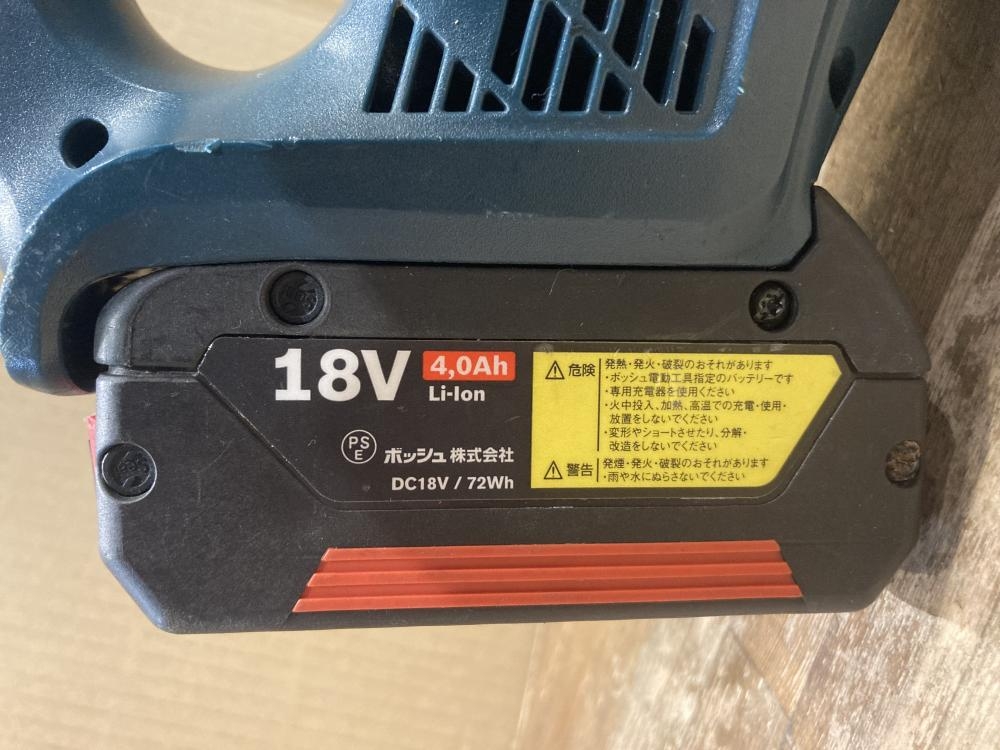 18V 4,0Ah
Li-Ion
PS
E
ボッシュ株式会社
DC18V / 72Wh
⚠危険
発熱・発火・破裂のおそれがあります
・ボッシュ電動工具指定のバッテリーです
・専用充電器を使用ください
・火中投入、加熱、高温での充電・使用・
放置をしないでください
・変形やショートさせたり、分解・
改造をしないでください
⚠警告
発煙・発火・破裂のおそれがあります
・雨や水にぬらさないでください